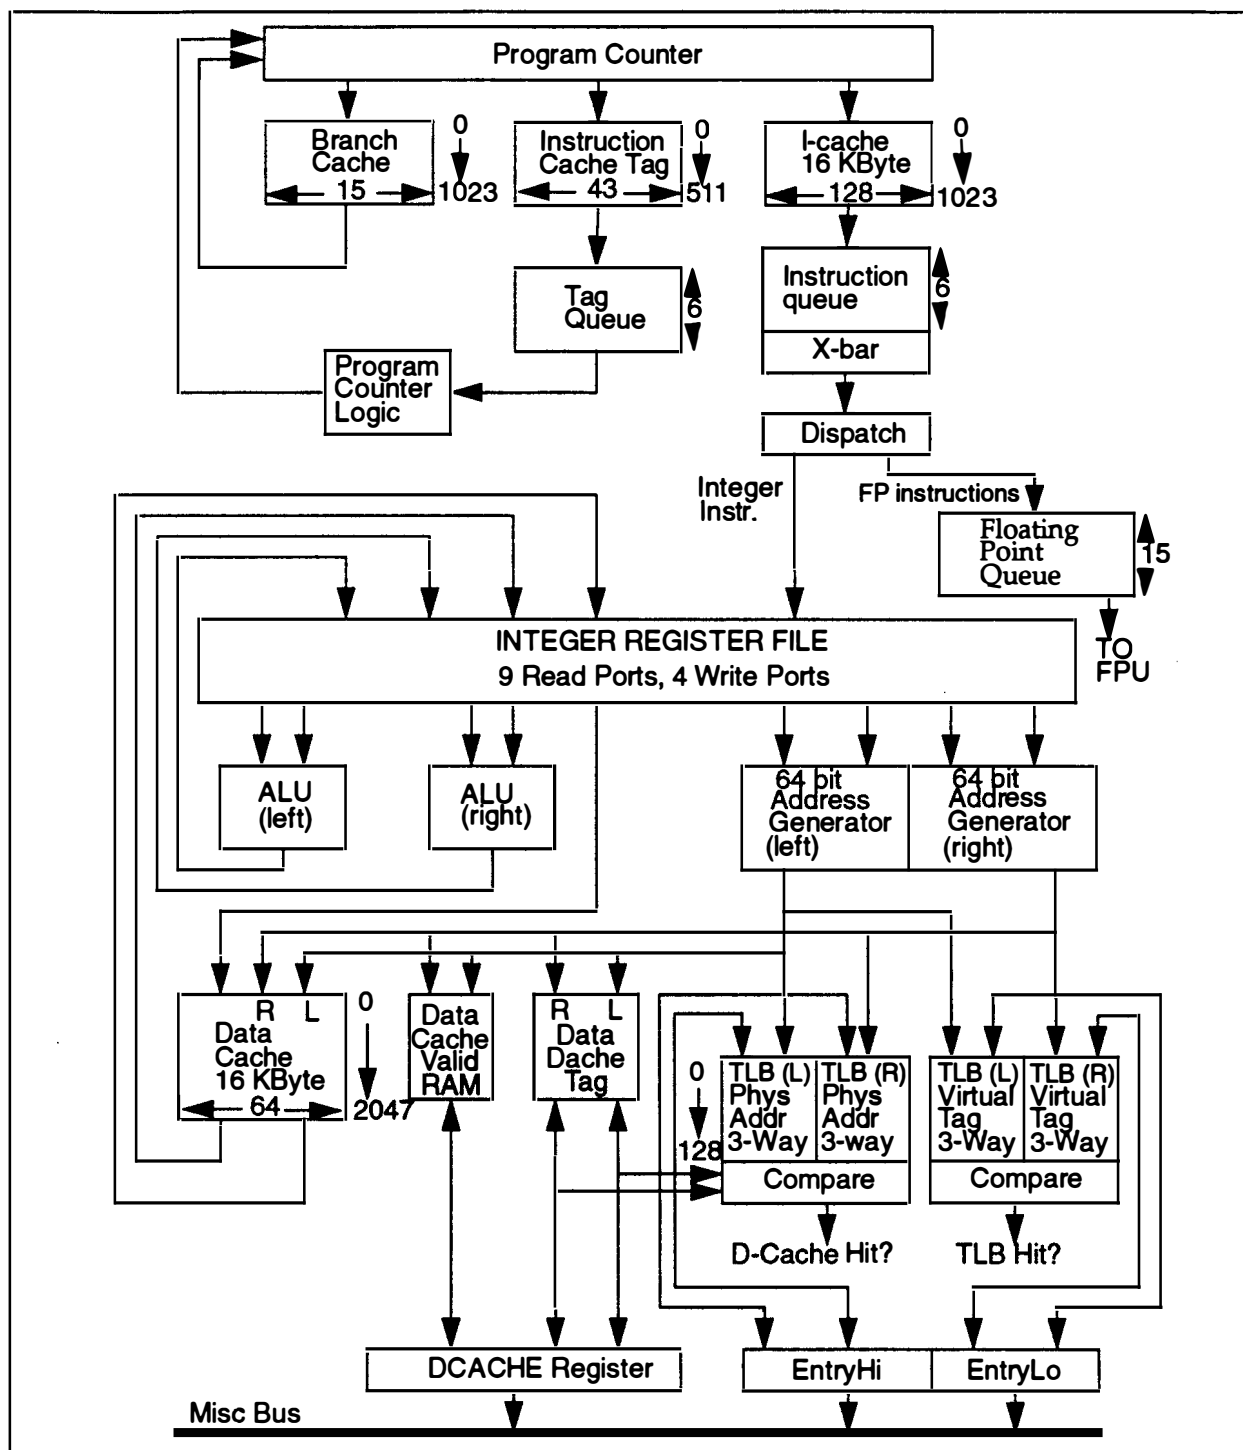 Program Counter
Branch
Cache
15
0
1023
Instruction
Cache Tag
43
0
511
I-cache
16 KByte
128
0
1023
Tag
Queue
6
Instruction
queue
6
X-bar
Program
Counter
Logic
Dispatch
Integer
Instr.
FP instructions
Floating
Point
Queue
15
TO
FPU
INTEGER REGISTER FILE
9 Read Ports, 4 Write Ports
ALU
(left)
ALU
(right)
64 bit
Address
Generator
(left)
64 bit
Address
Generator
(right)
R L
Data
Cache
16 KByte
64
0
2047
Data
Cache
Valid
RAM
R L
Data
Dache
Tag
0
128
TLB (L)
Phys
Addr
3-Way
TLB (R)
Phys
Addr
3-way
Compare
TLB (L)
Virtual
Tag
3-Way
TLB (R)
Virtual
Tag
3-Way
Compare
D-Cache Hit?
TLB Hit?
DCACHE Register
EntryHi
EntryLo
Misc Bus